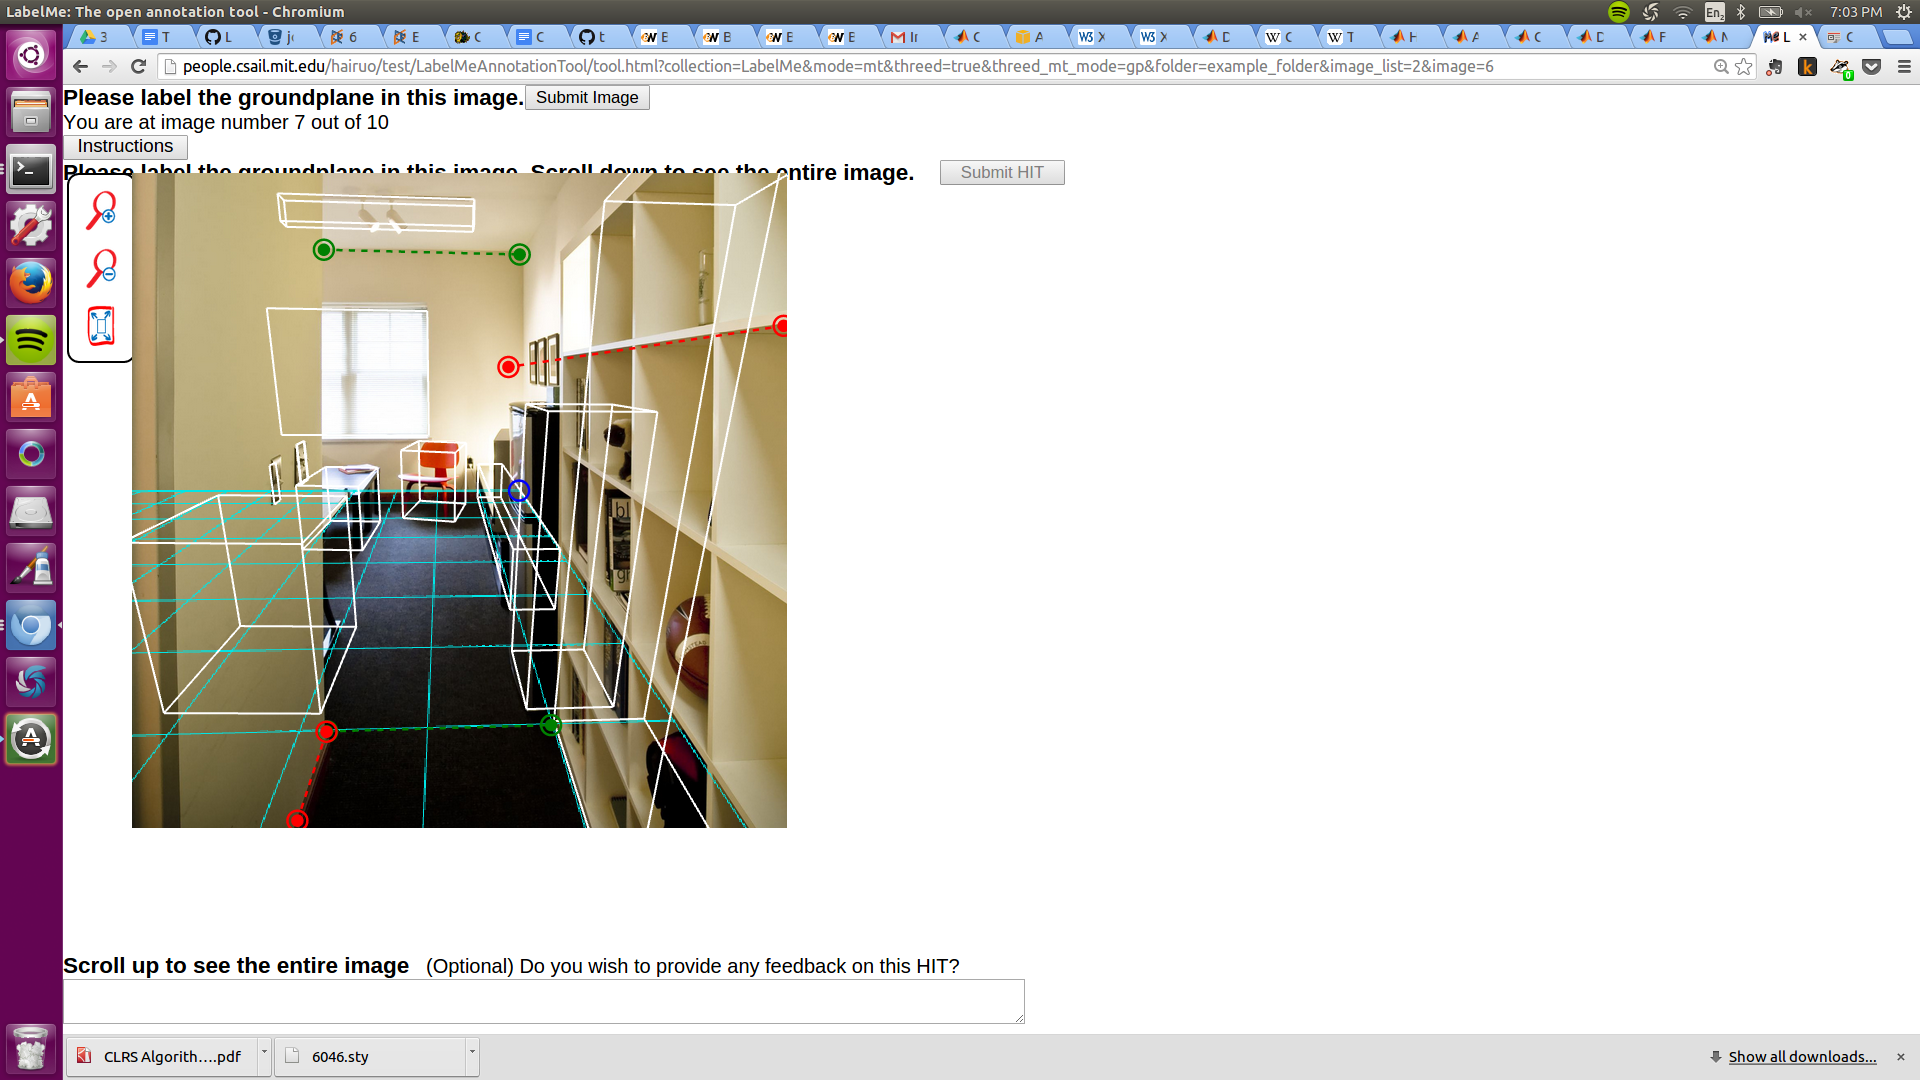 LabelMe: The open annotation tool - Chromium
En2
7:03 PM
3 T L j 6 E C C t E B E E Ir C A X X D C T H A C D F N L × C
people.csail.mit.edu/hairuo/test/LabelMeAnnotationTool/tool.html?collection=LabelMe&mode=mt&threed=true&threed_mt_mode=gp&folder=example_folder&image_list=2&image=6
Please label the groundplane in this image. Submit Image
You are at image number 7 out of 10
Instructions
Please label the groundplane in this image. Scroll down to see the entire image. Submit HIT
bl
gr
Scroll up to see the entire image (Optional) Do you wish to provide any feedback on this HIT?
CLRS Algorith....pdf
6046.sty
Show all downloads...